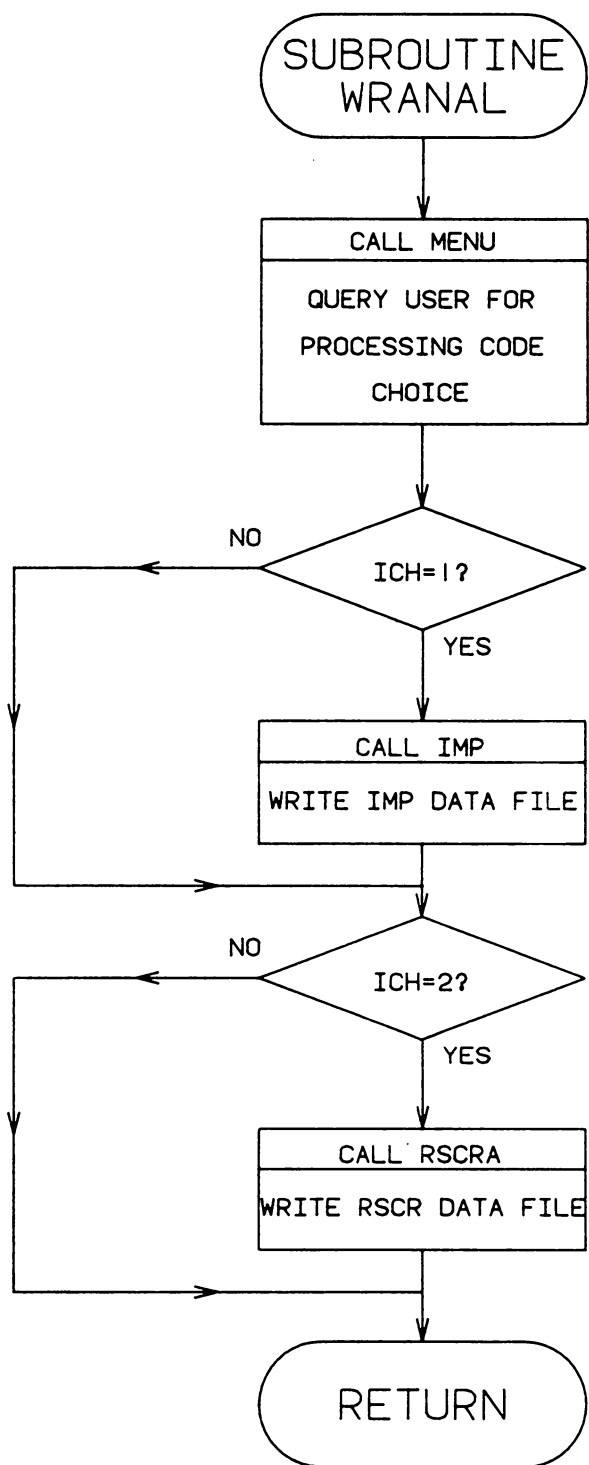 SUBROUTINE
WRANAL
CALL MENU
QUERY USER FOR
PROCESSING CODE
CHOICE
NO
ICH=1?
YES
CALL IMP
WRITE IMP DATA FILE
NO
ICH=2?
YES
CALL RSCRA
WRITE RSCR DATA FILE
RETURN